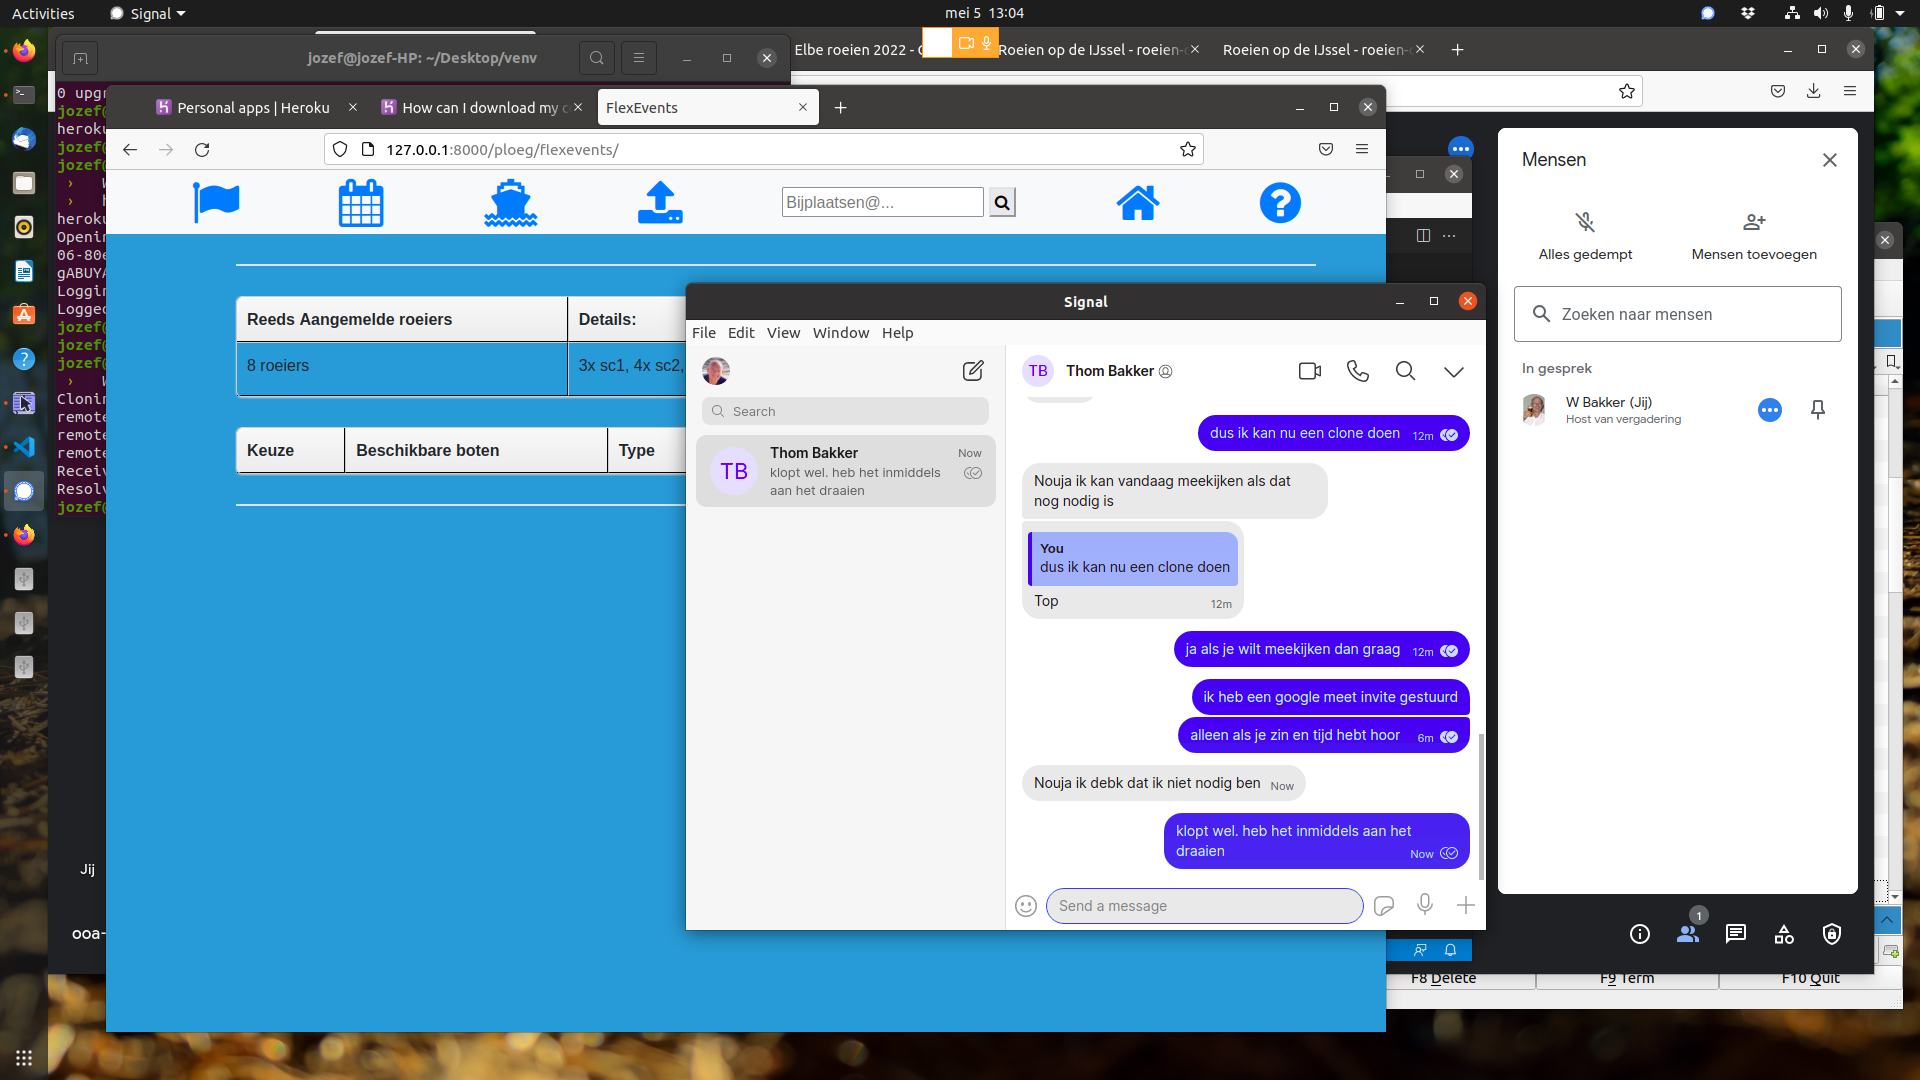 Activities
Signal
mei 5 13:04
jozef@jozef-HP: ~/Desktop/venv
Elbe roeien 2022 -
Roeien op de IJssel - roeien-
Roeien op de IJssel - roeien-
0 upgr
jozef@
heroku
jozef@
jozef@
› W
› h
heroku
Openin
06-80e
gABUYA
Loggin
Logged
jozef@
jozef@
jozef@
› W
Clonin
remote
remote
remote
Receiv
Resolv
jozef@
Personal apps | Heroku
How can I download my c
FlexEvents
127.0.0.1:8000/ploeg/flexevents/
Bijplaatsen@...
Reeds Aangemelde roeiers
Details:
8 roeiers
3x sc1, 4x sc2,
Keuze
Beschikbare boten
Type
Signal
File Edit View Window Help
Search
Thom Bakker
Now
klopt wel. heb het inmiddels
aan het draaien
TB
TB
Thom Bakker
dus ik kan nu een clone doen 12m
Nouja ik kan vandaag meekijken als dat
nog nodig is
You
dus ik kan nu een clone doen
Top 12m
ja als je wilt meekijken dan graag 12m
ik heb een google meet invite gestuurd
alleen als je zin en tijd hebt hoor 6m
Nouja ik debk dat ik niet nodig ben Now
klopt wel. heb het inmiddels aan het
draaien Now
Send a message
Mensen
Alles gedempt
Mensen toevoegen
Zoeken naar mensen
In gesprek
W Bakker (Jij)
Host van vergadering
1
Jij
ooa-
F8 Delete
F9 Term
F10 Quit